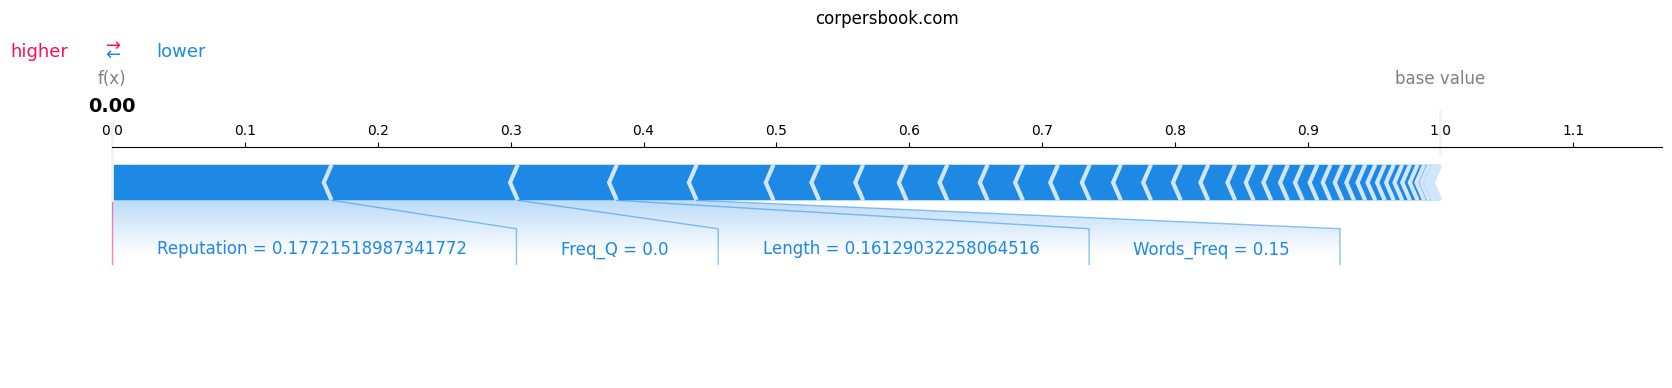 corpersbook.com
higher ⇄ lower
f(x) base value
0.00
0.0 0.1 0.2 0.3 0.4 0.5 0.6 0.7 0.8 0.9 1.0 1.1
Reputation = 0.17721518987341772 Freq_Q = 0.0 Length = 0.16129032258064516 Words_Freq = 0.15